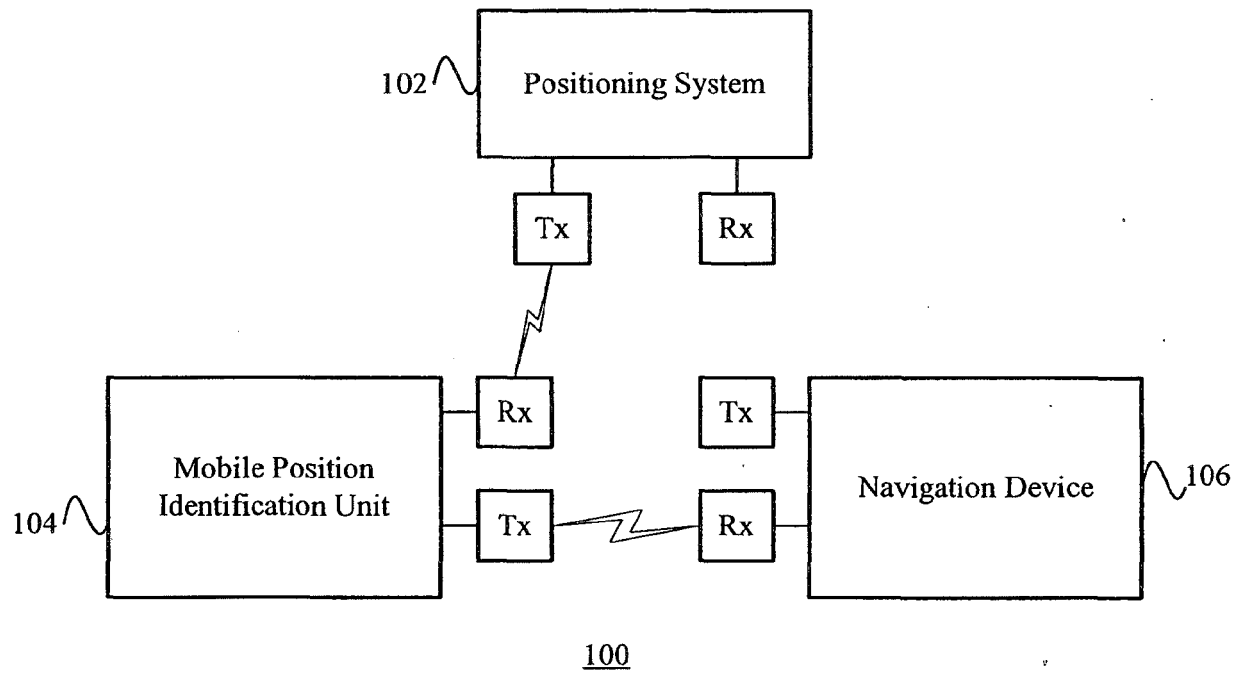 102
Positioning System
Tx
Rx
Rx
Tx
Mobile Position
Identification Unit
Navigation Device
106
104
Tx
Rx
100